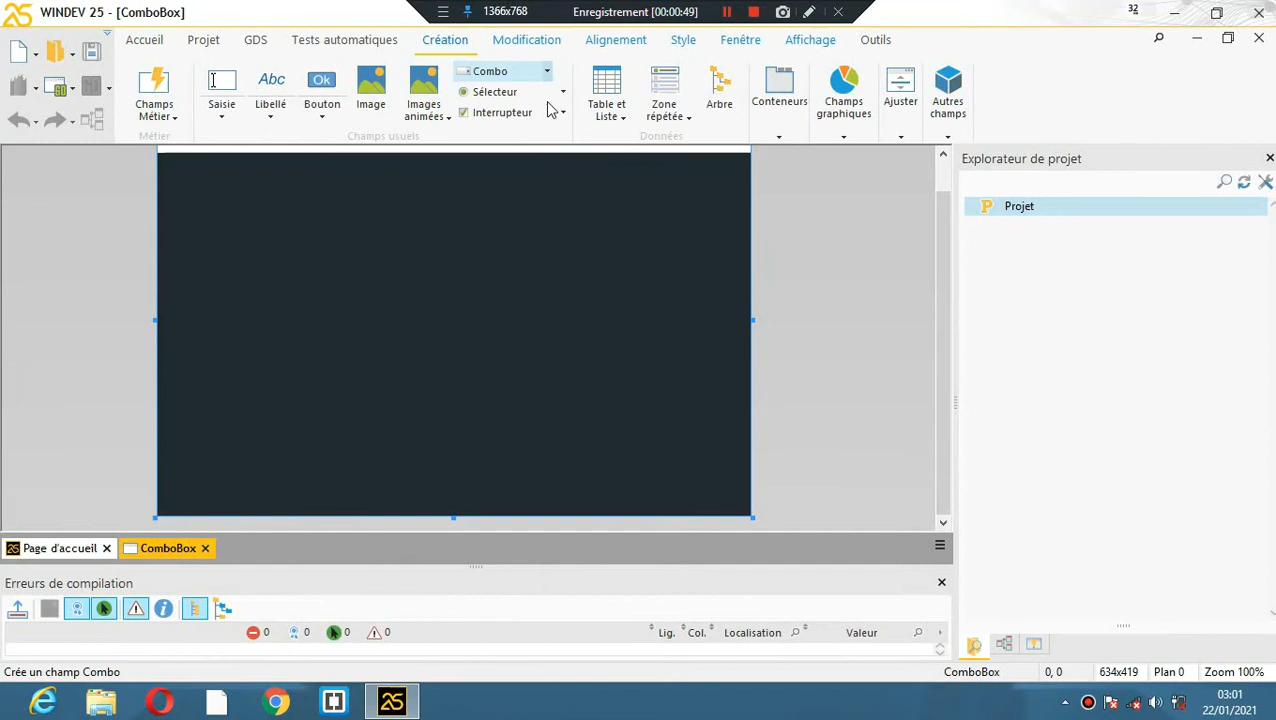 WINDEV 25 - [ComboBox]
1366x768
Enregistrement [00:00:49]
32
Accueil
Projet
GDS
Tests automatiques
Création
Modification
Alignement
Style
Fenêtre
Affichage
Outils
Champs Métier
Saisie
Abc
Libellé
Ok
Bouton
Image
Images animées
Combo
Sélecteur
Interrupteur
Table et Liste
Zone répétée
Arbre
Conteneurs
Champs graphiques
Ajuster
Autres champs
Métier
Champs usuels
Données
Explorateur de projet
P Projet
25 Page d'accueil
ComboBox
Erreurs de compilation
0
0
0
0
Lig.
Col.
Localisation
Valeur
Crée un champ Combo
ComboBox
0, 0
634x419
Plan 0
Zoom 100%
25
03:01
22/01/2021